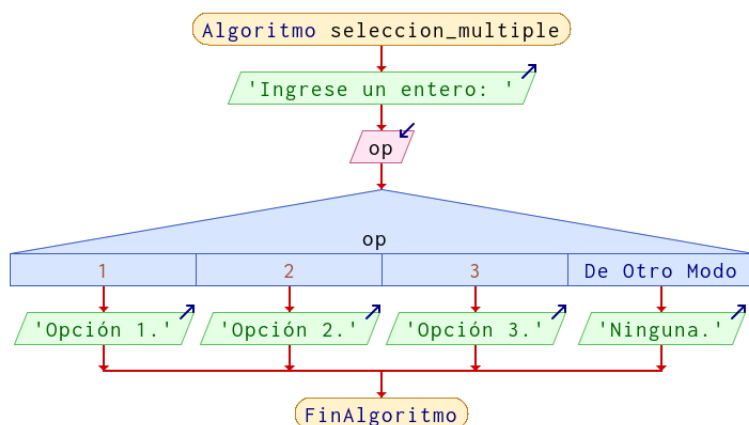 Algoritmo seleccion_multiple
'Ingrese un entero: '
op
op
1 2 3 De Otro Modo
'Opción 1.' 'Opción 2.' 'Opción 3.' 'Ninguna.'
FinAlgoritmo